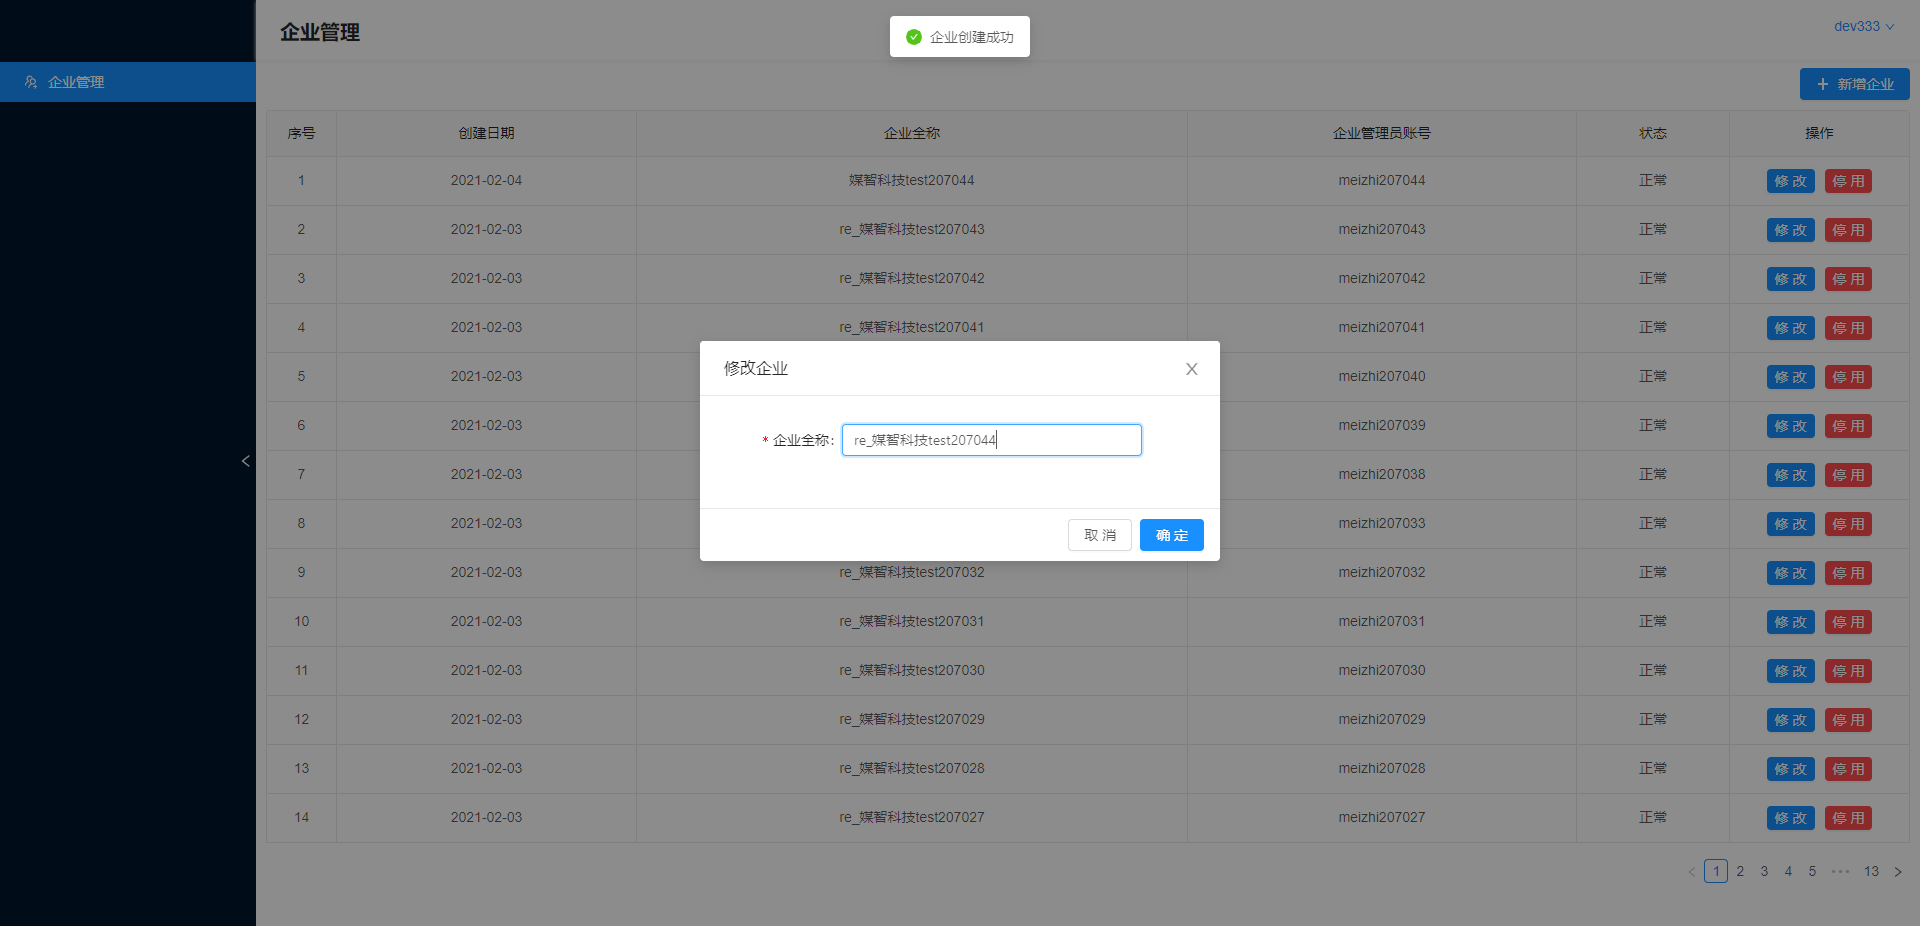 企业管理
企业创建成功
dev333
企业管理
新增企业
序号 创建日期 企业全称 企业管理员账号 状态 操作
1 2021-02-04 媒智科技test207044 meizhi207044 正常 修 改 停 用
2 2021-02-03 re_媒智科技test207043 meizhi207043 正常 修 改 停 用
3 2021-02-03 re_媒智科技test207042 meizhi207042 正常 修 改 停 用
4 2021-02-03 re_媒智科技test207041 meizhi207041 正常 修 改 停 用
5 2021-02-03 meizhi207040 正常 修 改 停 用
6 2021-02-03 meizhi207039 正常 修 改 停 用
7 2021-02-03 meizhi207038 正常 修 改 停 用
8 2021-02-03 meizhi207033 正常 修 改 停 用
9 2021-02-03 re_媒智科技test207032 meizhi207032 正常 修 改 停 用
10 2021-02-03 re_媒智科技test207031 meizhi207031 正常 修 改 停 用
11 2021-02-03 re_媒智科技test207030 meizhi207030 正常 修 改 停 用
12 2021-02-03 re_媒智科技test207029 meizhi207029 正常 修 改 停 用
13 2021-02-03 re_媒智科技test207028 meizhi207028 正常 修 改 停 用
14 2021-02-03 re_媒智科技test207027 meizhi207027 正常 修 改 停 用
修改企业
* 企业全称: re_媒智科技test207044
取 消 确 定
1 2 3 4 5 ••• 13